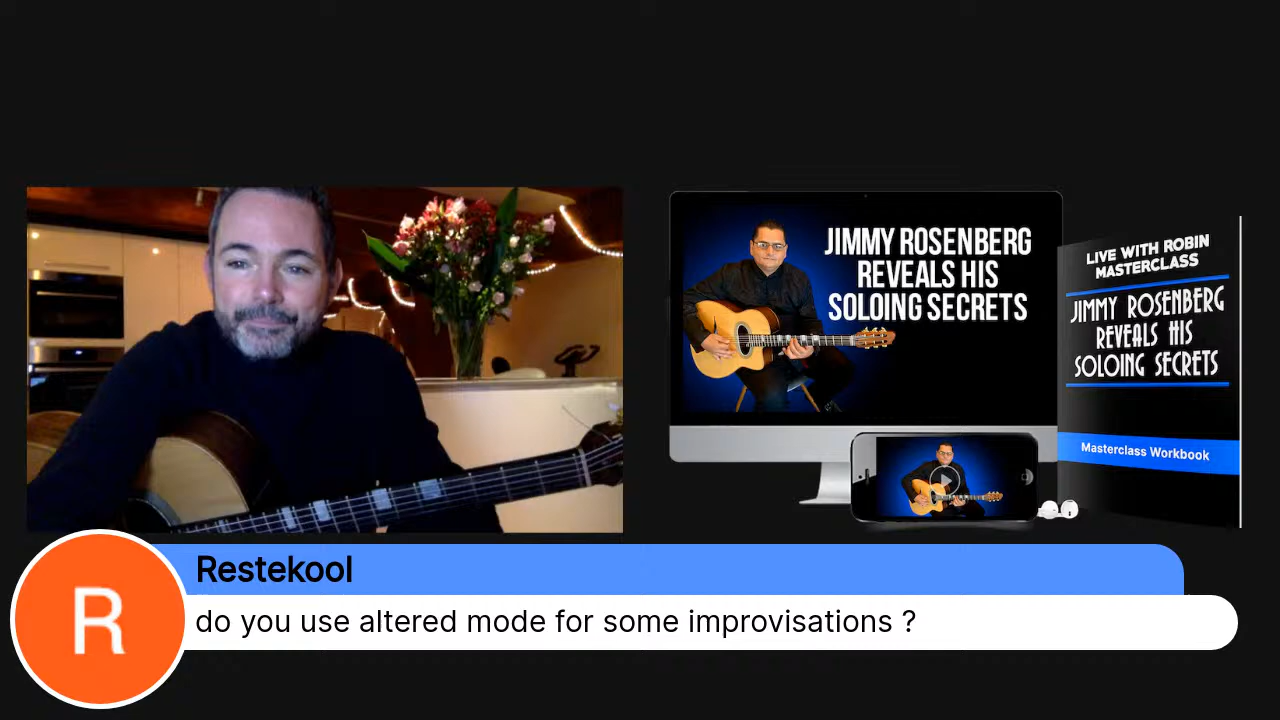 JIMMY ROSENBERG
REVEALS HIS
SOLOING SECRETS
LIVE WITH ROBIN
MASTERCLASS
JIMMY ROSENBERG
REVEALS HIS
SOLOING SECRETS
Masterclass Workbook
R
Restekool
do you use altered mode for some improvisations ?